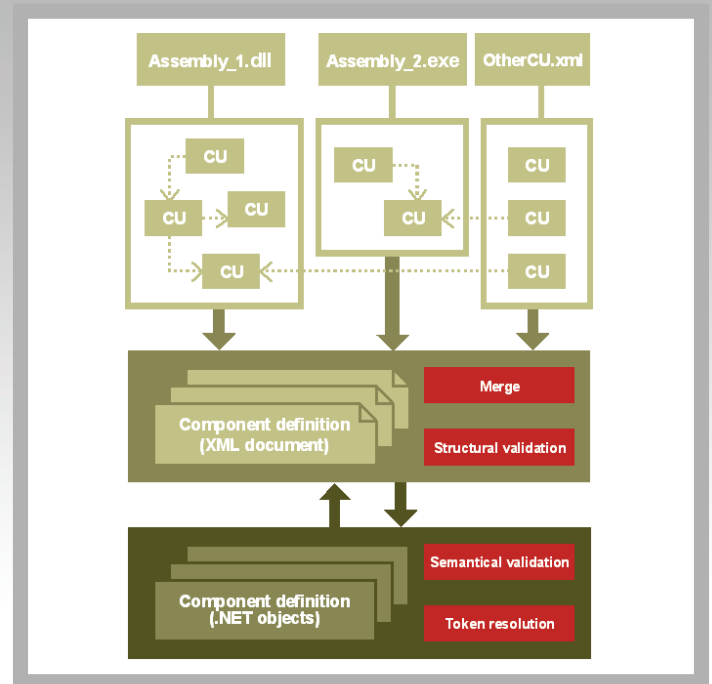 Assembly_1.dll
Assembly_2.exe
OtherCU.xml
CU
CU
CU
CU
CU
CU
CU
CU
CU
Component definition
(XML document)
Merge
Structural validation
Component definition
(.NET objects)
Semantical validation
Token resolution